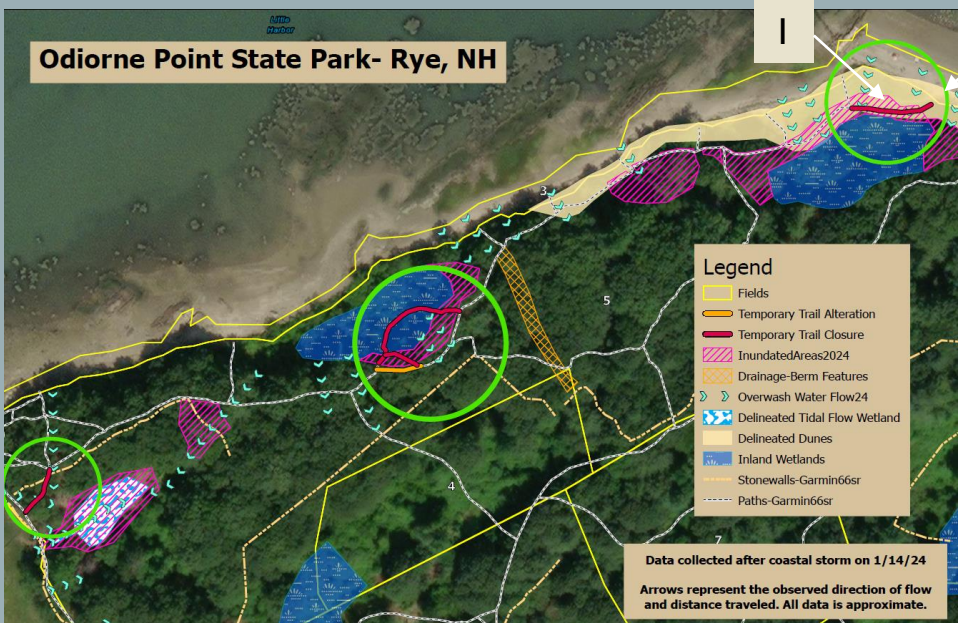 Little
Harbor
I
Odiorne Point State Park- Rye, NH
3
5
4
7
Legend
Fields
Temporary Trail Alteration
Temporary Trail Closure
InundatedAreas2024
Drainage-Berm Features
Overwash Water Flow24
Delineated Tidal Flow Wetland
Delineated Dunes
Inland Wetlands
Stonewalls-Garmin66sr
Paths-Garmin66sr
Data collected after coastal storm on 1/14/24
Arrows represent the observed direction of flow
and distance traveled. All data is approximate.